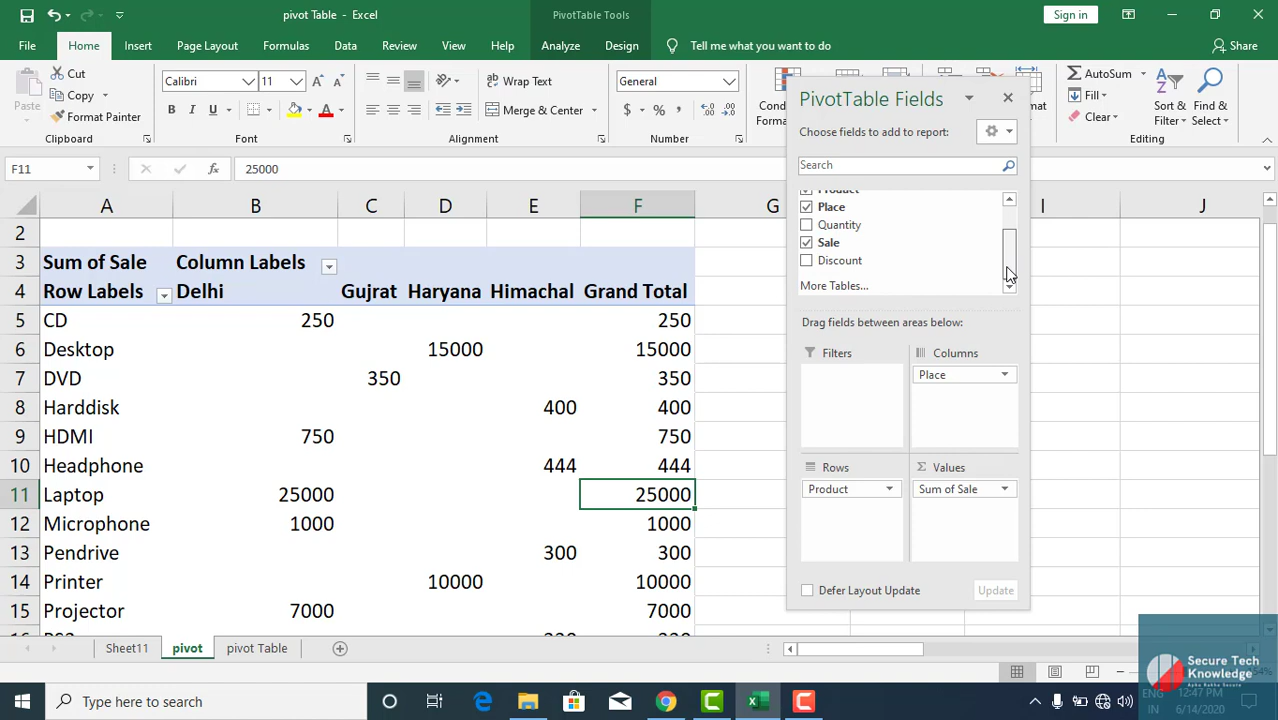 pivot Table - Excel
PivotTable Tools
Sign in
File Home Insert Page Layout Formulas Data Review View Help Analyze Design Tell me what you want to do Share
Paste
Cut
Copy
Format Painter
Clipboard
Calibri 11
B I U
Font
Wrap Text
Merge & Center
Alignment
General
$ %
Number
AutoSum
Fill
Clear
Sort &
Filter
Find &
Select
Editing
F11 25000
A B C D E F G I J
2
3 Sum of Sale Column Labels
4 Row Labels Delhi Gujrat Haryana Himachal Grand Total
5 CD 250 250
6 Desktop 15000 15000
7 DVD 350 350
8 Harddisk 400 400
9 HDMI 750 750
10 Headphone 444 444
11 Laptop 25000 25000
12 Microphone 1000 1000
13 Pendrive 300 300
14 Printer 10000 10000
15 Projector 7000 7000
PivotTable Fields
Choose fields to add to report:
Search
Product
Place
Quantity
Sale
Discount
More Tables...
Drag fields between areas below:
Filters
Columns
Place
Rows
Product
Values
Sum of Sale
Defer Layout Update Update
Sheet11 pivot pivot Table
Type here to search
Secure Tech
Knowledge
ENG
IN
12:47 PM
6/14/2020